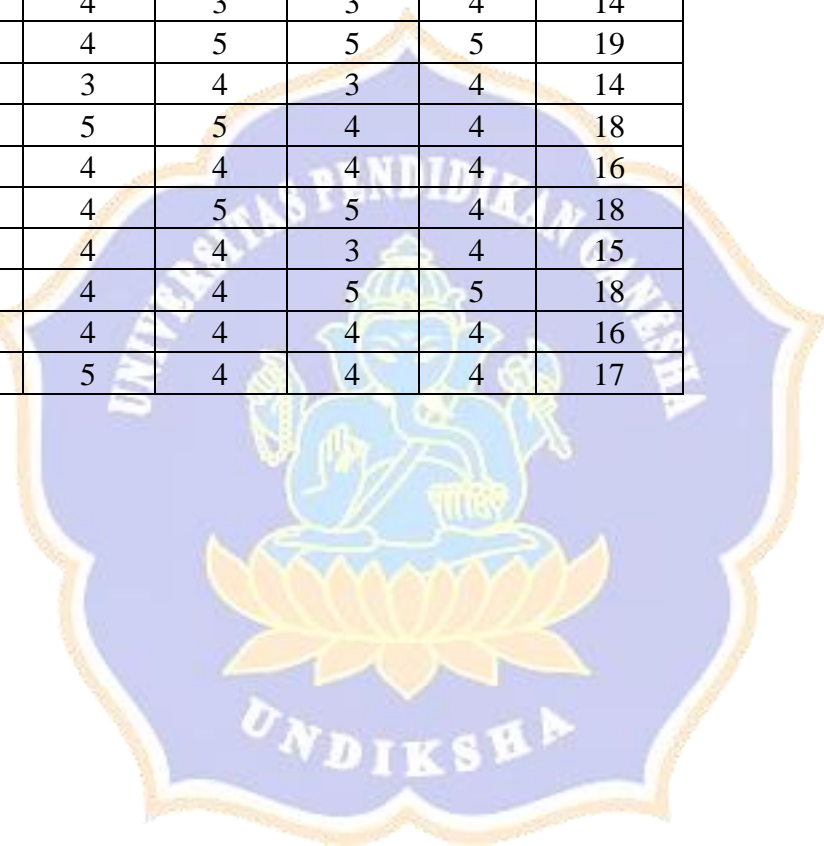 4 3 3 4 14
4 5 5 5 19
3 4 3 4 14
5 5 4 4 18
4 4 4 4 16
4 5 5 4 18
4 4 3 4 15
4 4 5 5 18
4 4 4 4 16
5 4 4 4 17
UNIVERSITAS PENDIDIKAN GANESHA
UNDIKSHA